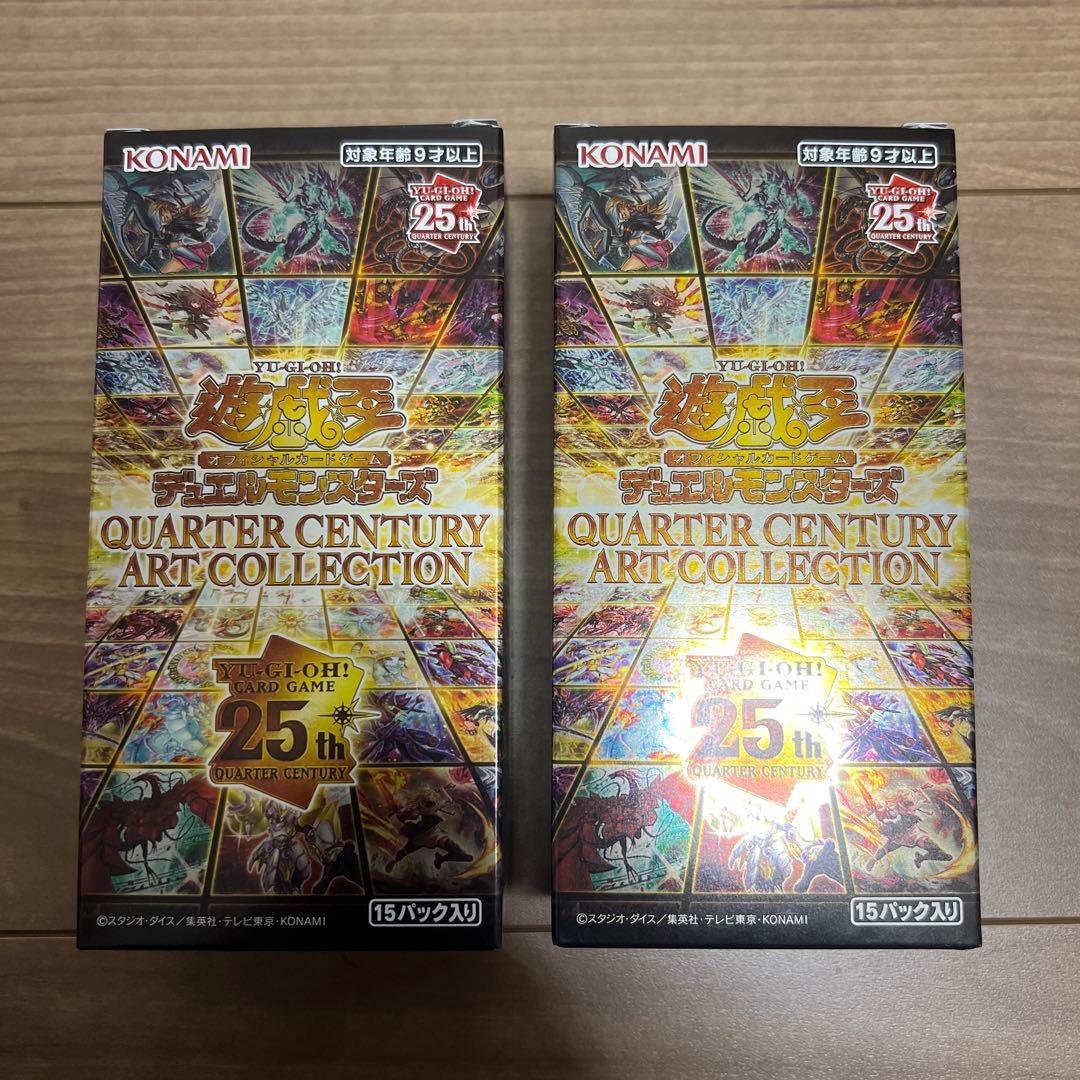 KONAMI
対象年齢9才以上
YU-GI-OH!
CARD GAME
25th
QUARTER CENTURY
YU-GI-OH!
遊戯王
オフィシャルカードゲーム
デュエルモンスターズ
QUARTER CENTURY
ART COLLECTION
YU-GI-OH!
CARD GAME
25th
QUARTER CENTURY
©スタジオ・ダイス／集英社・テレビ東京・KONAMI
15パック入り
KONAMI
対象年齢9才以上
YU-GI-OH!
CARD GAME
25th
QUARTER CENTURY
YU-GI-OH!
遊戯王
オフィシャルカードゲーム
デュエルモンスターズ
QUARTER CENTURY
ART COLLECTION
YU-GI-OH!
CARD GAME
25th
QUARTER CENTURY
©スタジオ・ダイス／集英社・テレビ東京・KONAMI
15パック入り